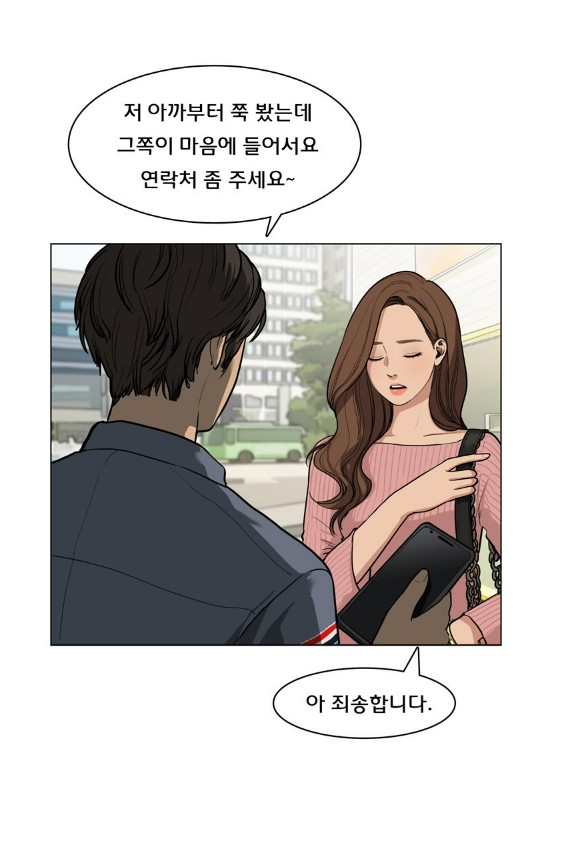 저 아까부터 쭉 봤는데
그쪽이 마음에 들어서요
연락처 좀 주세요~
아 죄송합니다.